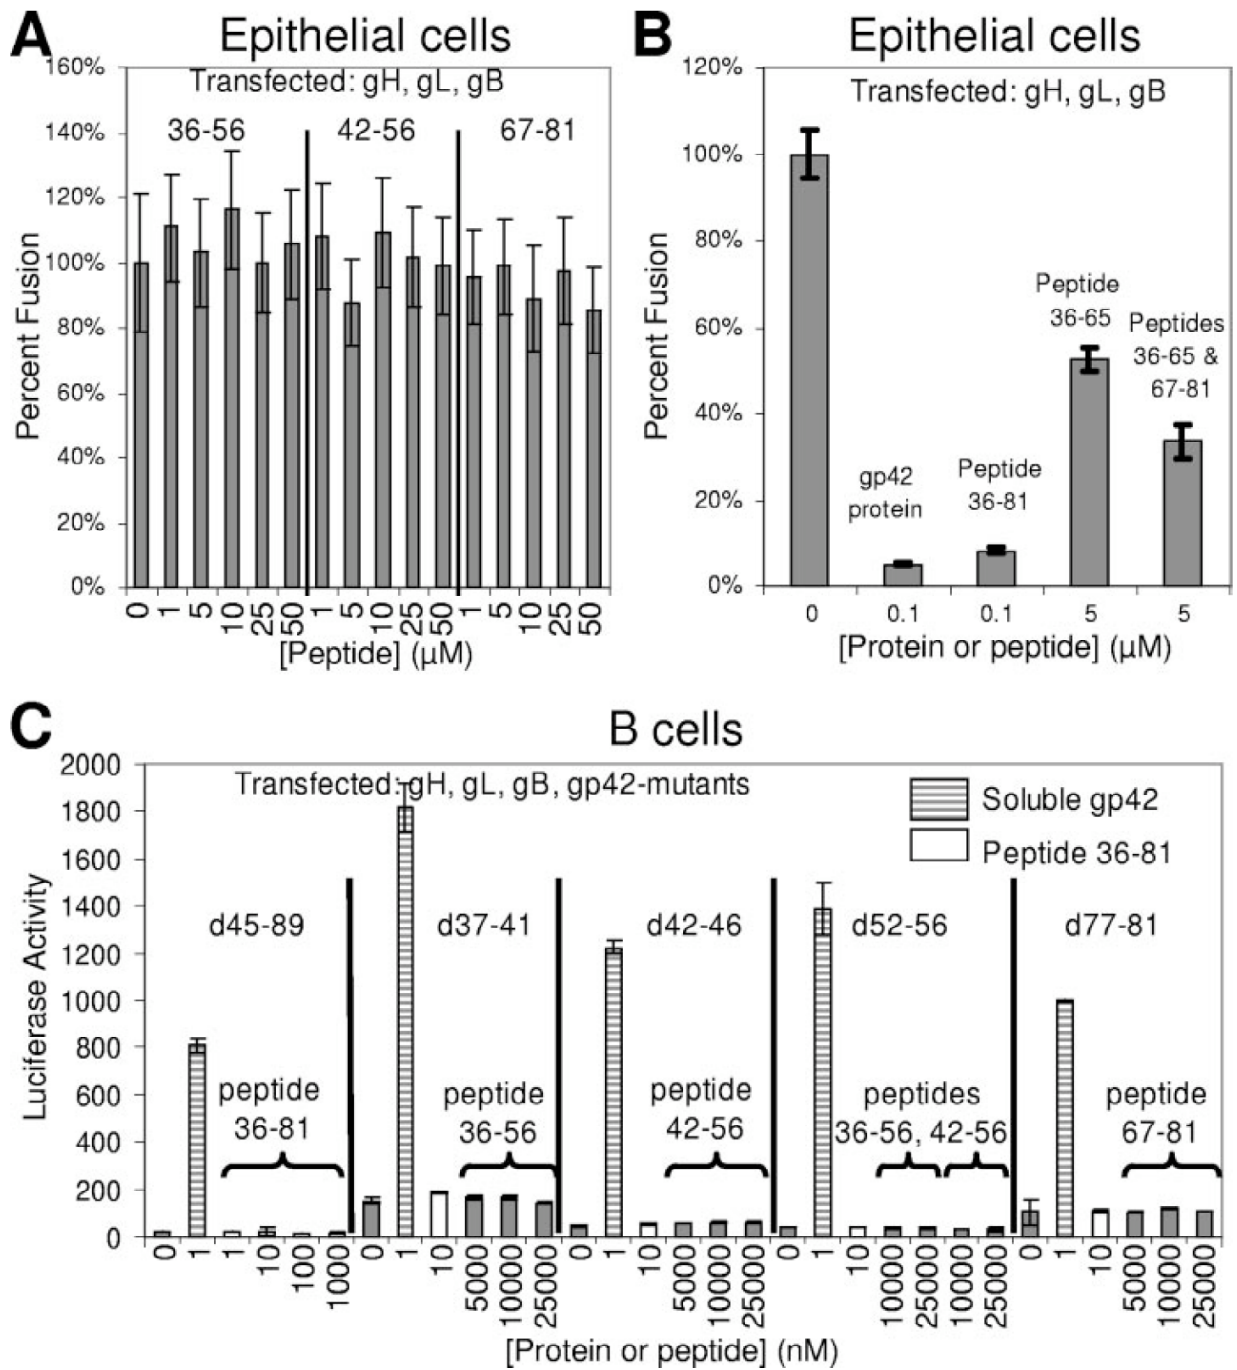 A
Epithelial cells
160%
140%
120%
100%
80%
60%
40%
20%
0%
Percent Fusion
Transfected: gH, gL, gB
36-56
42-56
67-81
0 1 5 10 25 50 1 5 10 25 50 1 5 10 25 50
[Peptide] (μM)
B
Epithelial cells
120%
100%
80%
60%
40%
20%
0%
Percent Fusion
Transfected: gH, gL, gB
gp42
protein
Peptide
36-81
Peptide
36-65
Peptides
36-65 &
67-81
0 0.1 0.1 5 5
[Protein or peptide] (μM)
C
B cells
2000
1800
1600
1400
1200
1000
800
600
400
200
0
Luciferase Activity
Transfected: gH, gL, gB, gp42-mutants
Soluble gp42
Peptide 36-81
d45-89
d37-41
d42-46
d52-56
d77-81
peptide
36-81
peptide
36-56
peptide
42-56
peptides
36-56, 42-56
peptide
67-81
0 1 1 10 100 1000 0 1 10 5000 10000 25000 0 1 10 5000 10000 25000 0 1 10 10000 25000 10000 25000 0 1 10 5000 10000 25000
[Protein or peptide] (nM)